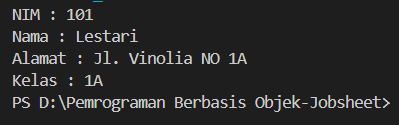 NIM : 101
Nama : Lestari
Alamat : Jl. Vinolia NO 1A
Kelas : 1A
PS D:\Pemrograman Berbasis Objek-Jobsheet>